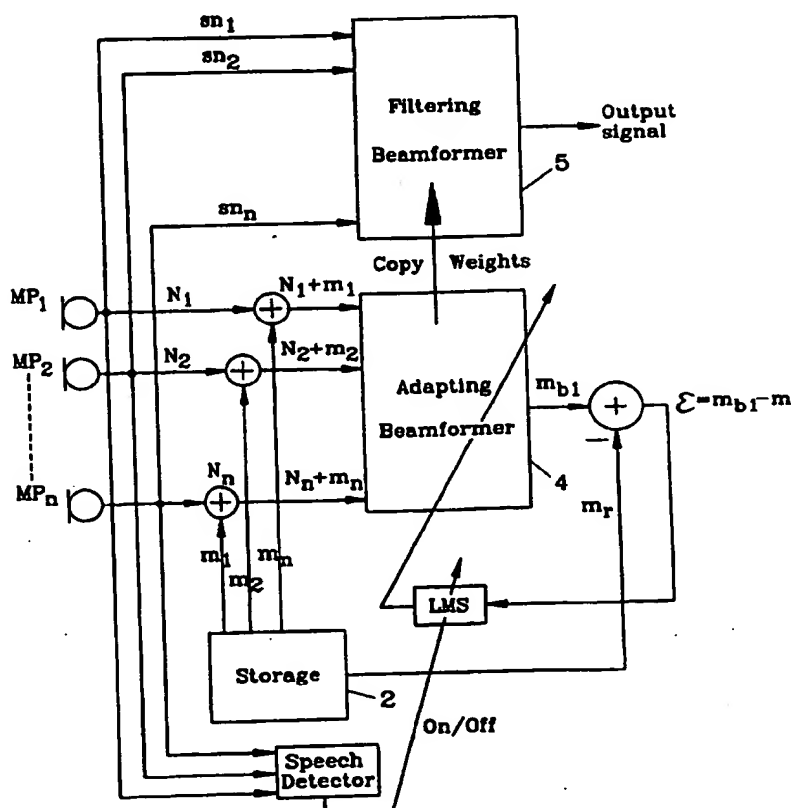 sn1
sn2
Filtering
Beamformer
Output
signal
5
snn
Copy Weights
MP1
N1
N1+m1
MP2
N2
N2+m2
Adapting
Beamformer
mb1
ε=mb1-m
MPn
Nn
Nn+mn
4
mr
m1
m2
mn
LMS
Storage
2
On/Off
Speech
Detector